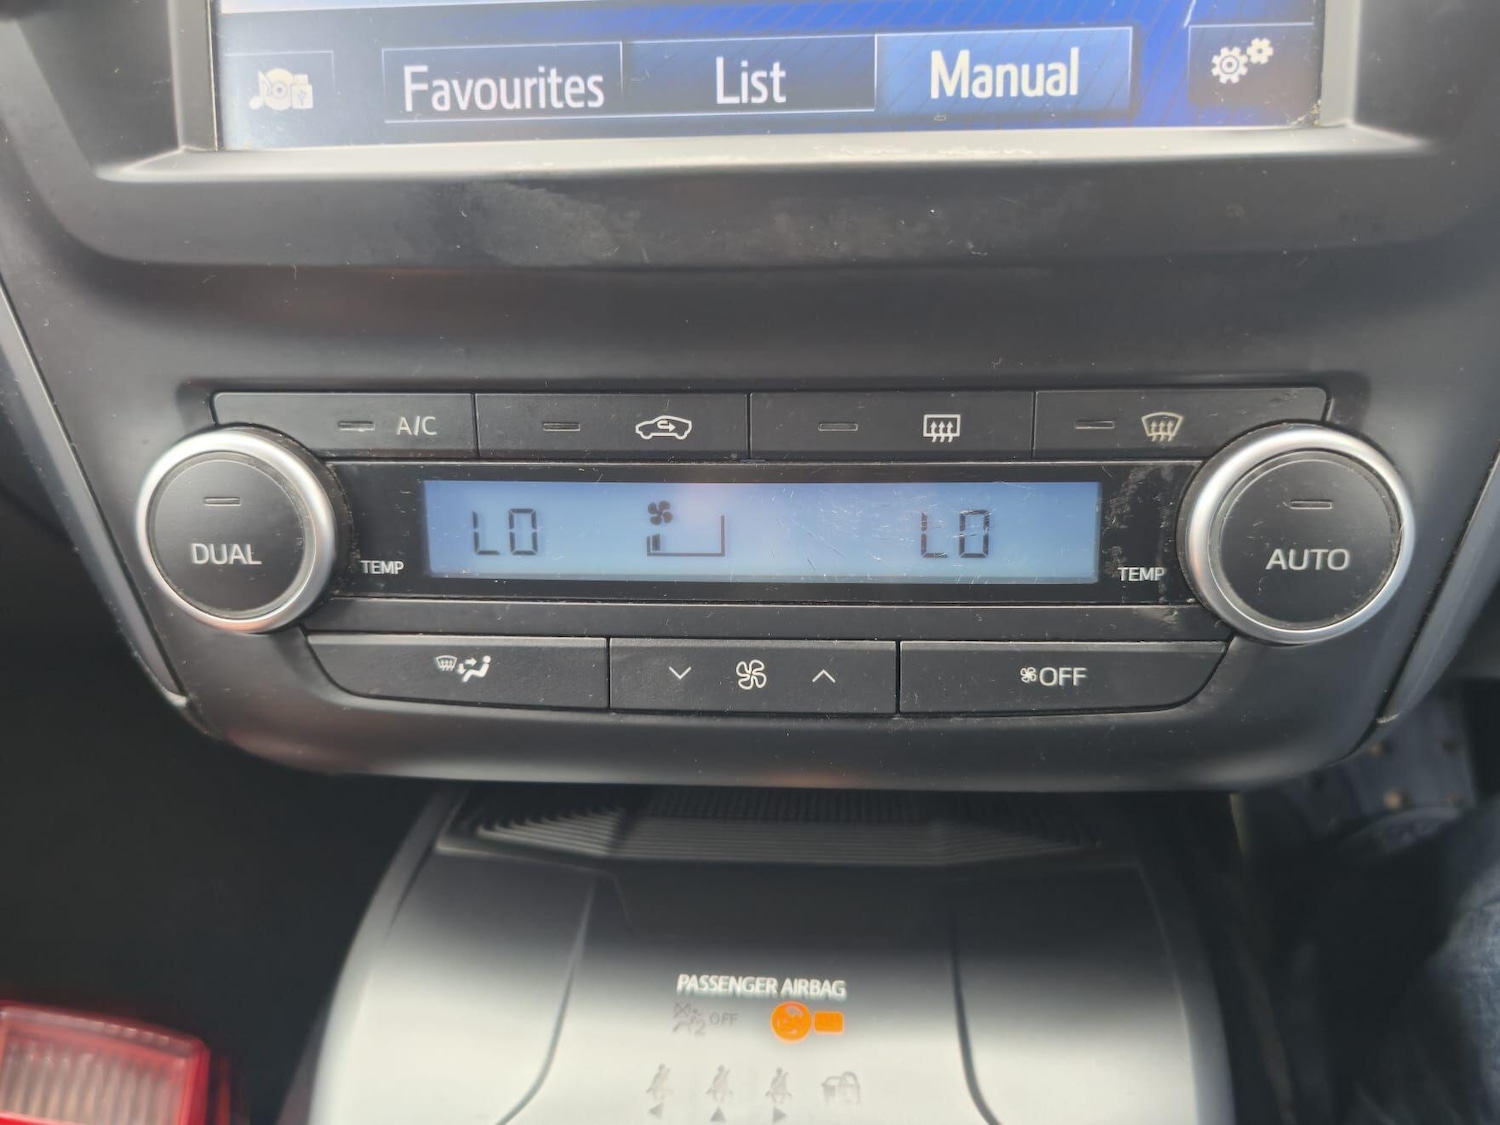 Favourites List Manual
A/C
DUAL TEMP LO LO TEMP AUTO
OFF
PASSENGER AIRBAG
OFF